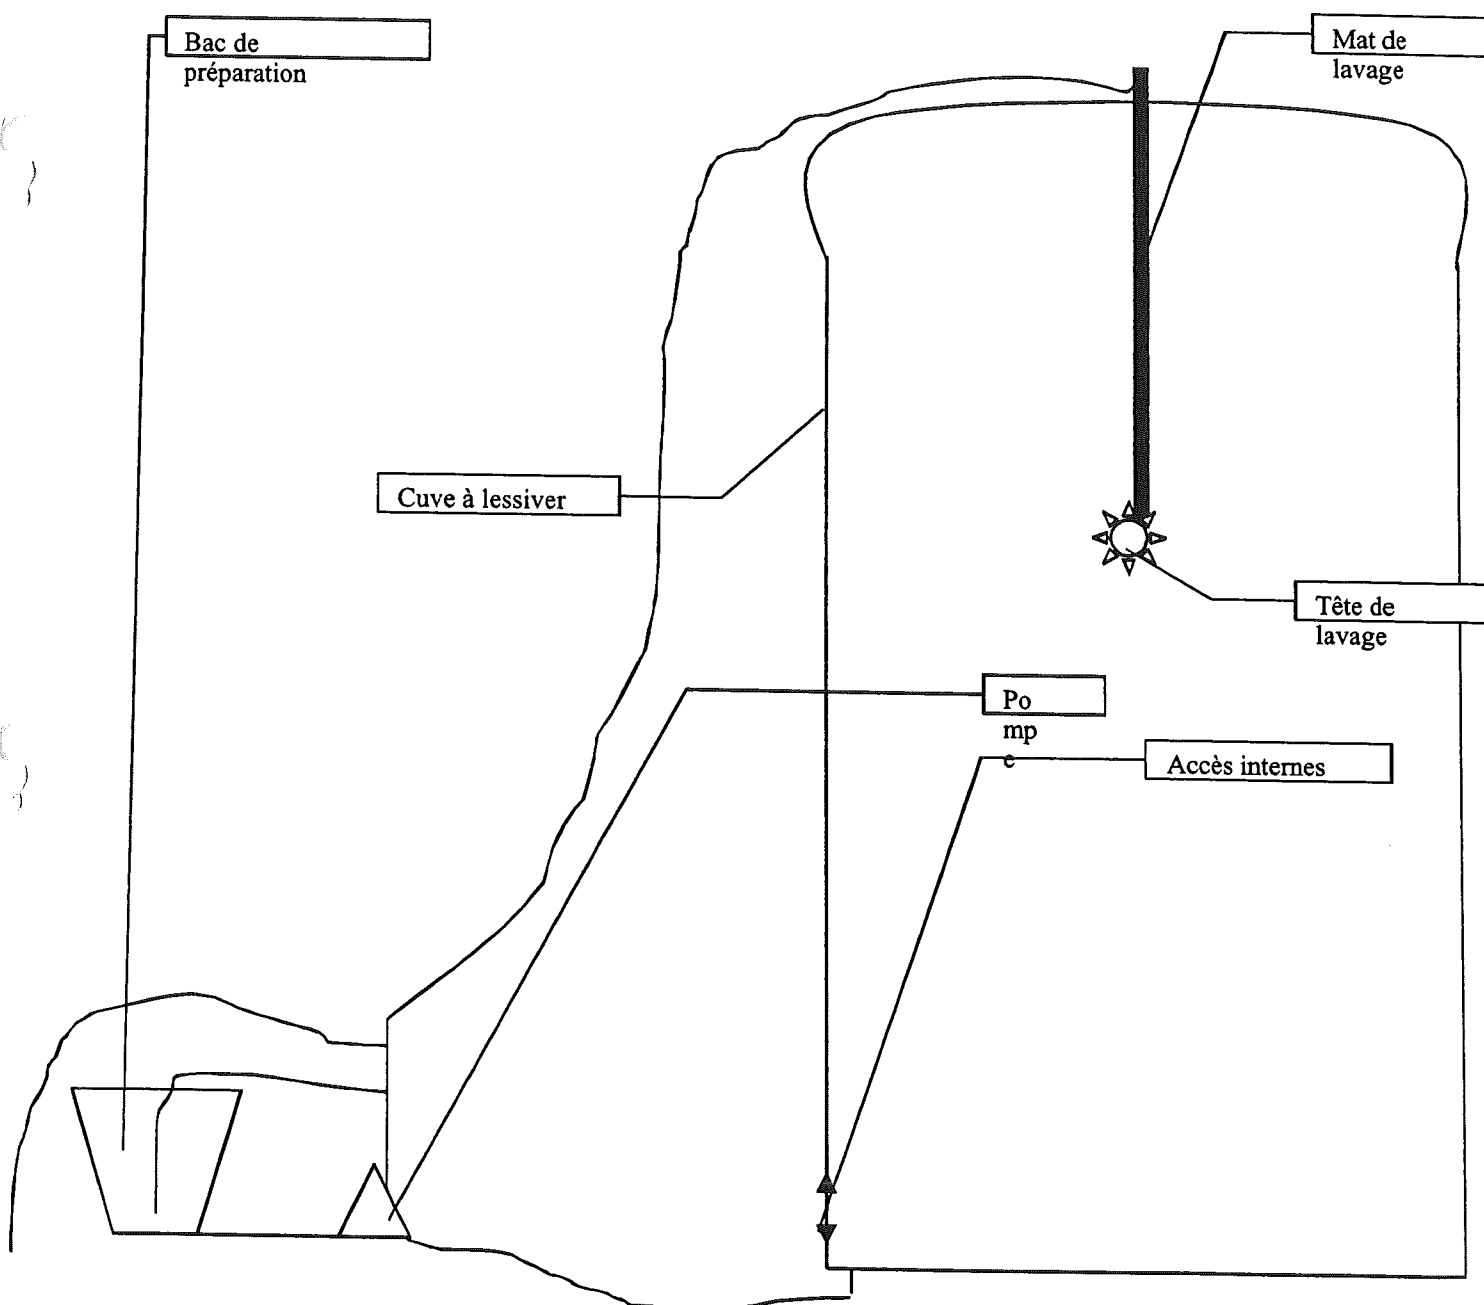 Bac de
préparation
Mat de
lavage
Cuve à lessiver
Tête de
lavage
Po
mp
e
Accès internes